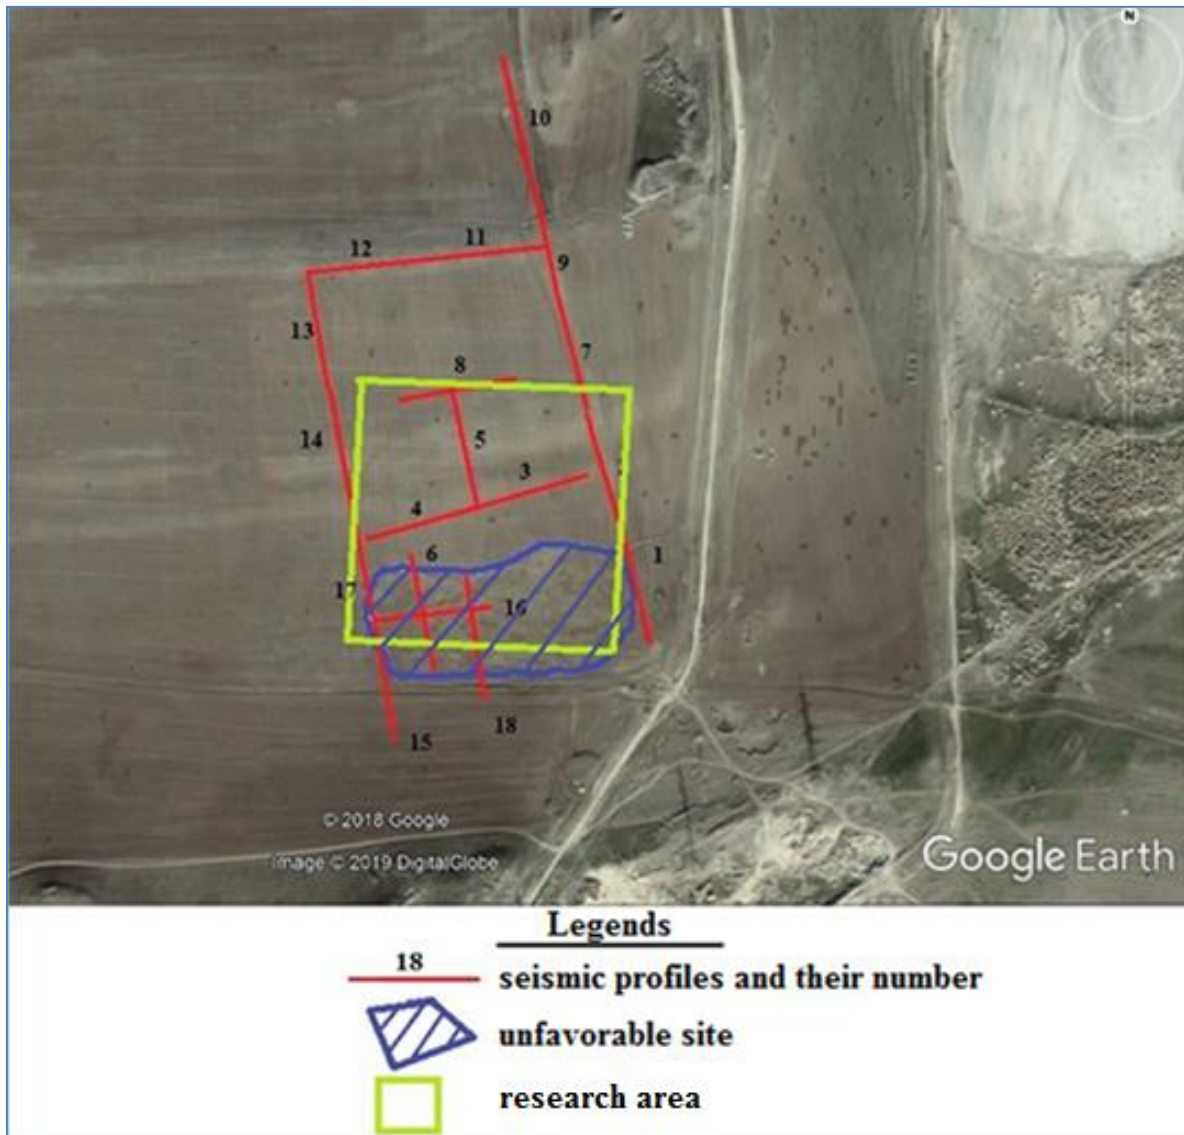 N
10
11
12
9
13
7
8
14
5
3
4
6
1
17
16
18
15
© 2018 Google
Image © 2019 DigitalGlobe
Google Earth
Legends
18
seismic profiles and their number
unfavorable site
research area